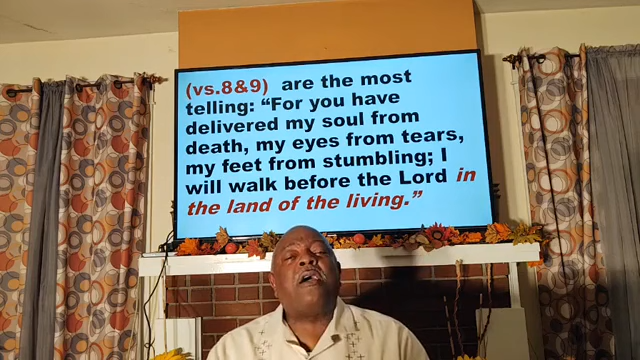 (vs.8&9) are the most
telling: “For you have
delivered my soul from
death, my eyes from tears,
my feet from stumbling; I
will walk before the Lord in
the land of the living.”